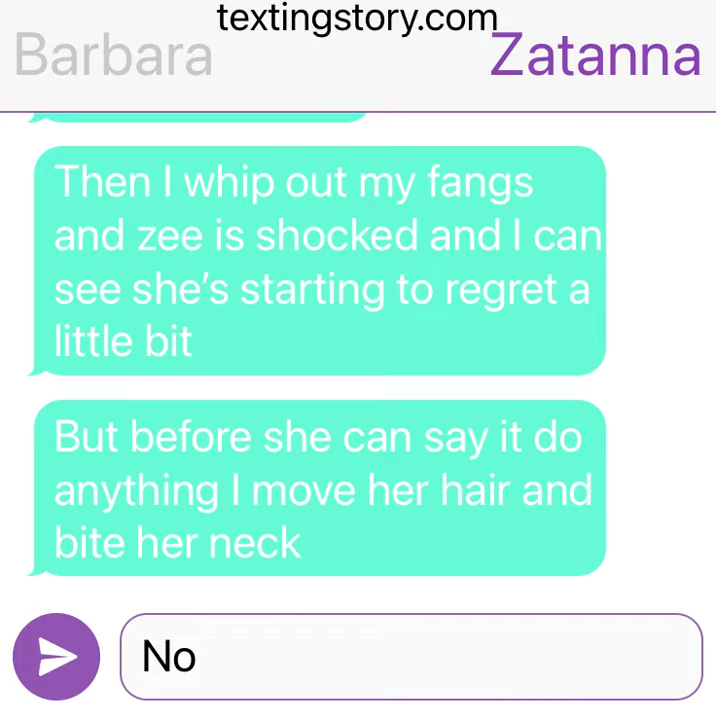 textingstory.com
Barbara Zatanna
Then I whip out my fangs
and zee is shocked and I can
see she's starting to regret a
little bit
But before she can say it do
anything I move her hair and
bite her neck
No